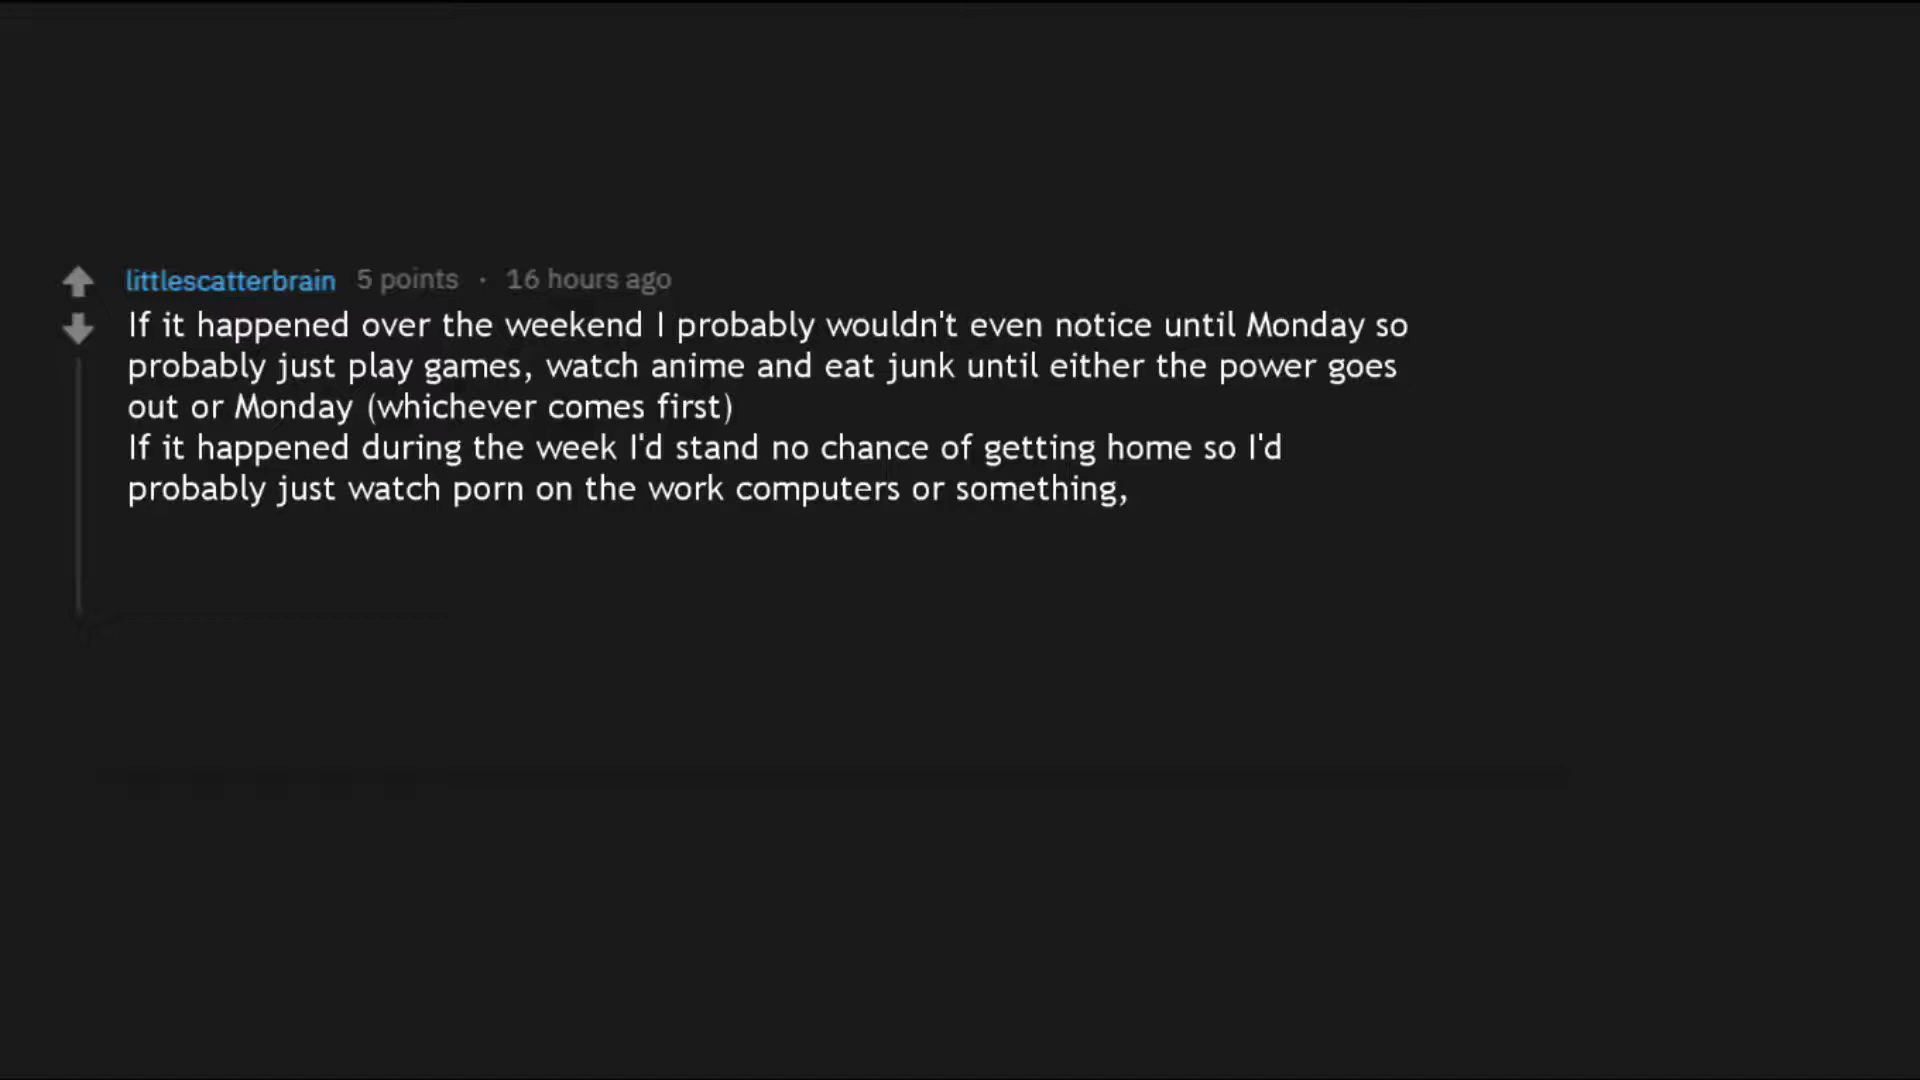 littlescatterbrain 5 points · 16 hours ago
If it happened over the weekend I probably wouldn't even notice until Monday so
probably just play games, watch anime and eat junk until either the power goes
out or Monday (whichever comes first)
If it happened during the week I'd stand no chance of getting home so I'd
probably just watch porn on the work computers or something,